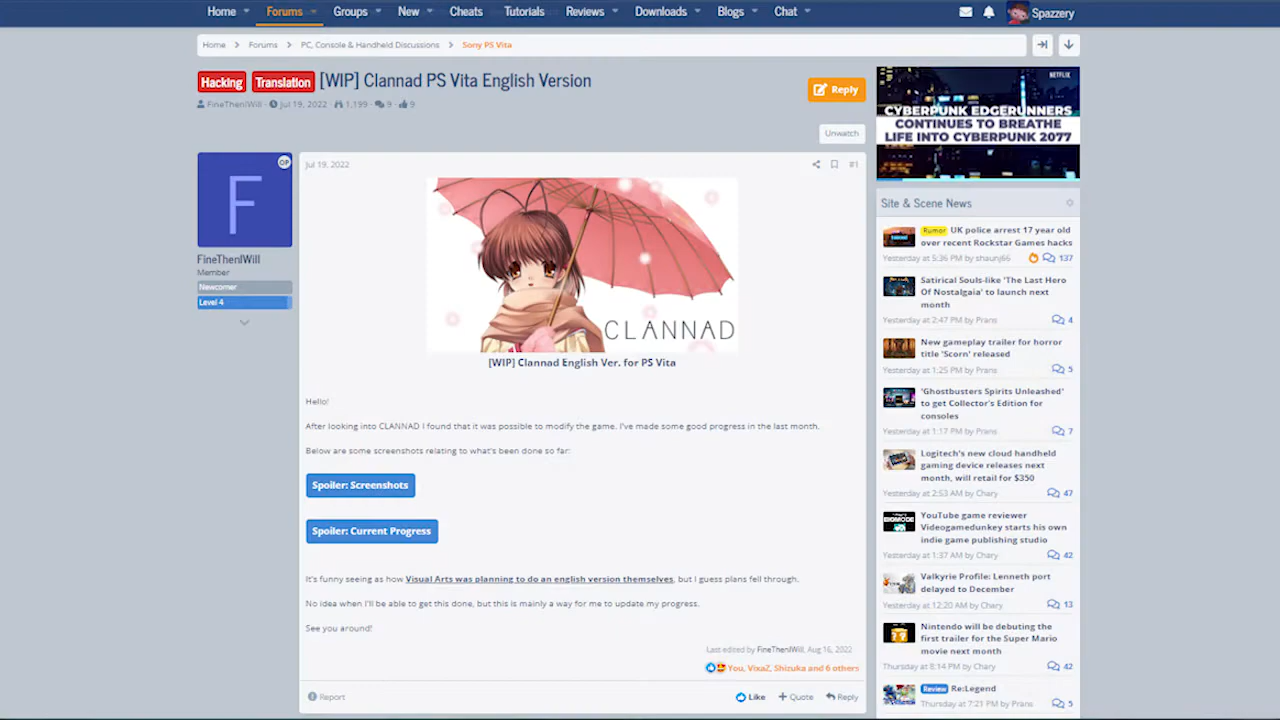 Home Forums Groups New Cheats Tutorials Reviews Downloads Blogs Chat Spazzery
Home Forums PC, Console & Handheld Discussions Sony PS Vita
Hacking Translation [WIP] Clannad PS Vita English Version
FineThenIWill Jul 19, 2022 1,199 9 9
Reply
Unwatch
OP
F
FineThenIWill
Member
Newcomer
Level 4
Jul 19, 2022 #1
CLANNAD
[WIP] Clannad English Ver. for PS Vita
Hello!
After looking into CLANNAD I found that it was possible to modify the game. I've made some good progress in the last month.
Below are some screenshots relating to what's been done so far:
Spoiler: Screenshots
Spoiler: Current Progress
It's funny seeing as how Visual Arts was planning to do an english version themselves, but I guess plans fell through.
No idea when I'll be able to get this done, but this is mainly a way for me to update my progress.
See you around!
Last edited by FineThenIWill, Aug 16, 2022
You, VixaZ, Shizuka and 6 others
Report Like Quote Reply
NETFLIX
CYBERPUNK EDGERUNNERS
CONTINUES TO BREATHE
LIFE INTO CYBERPUNK 2077
Site & Scene News
Rumor UK police arrest 17 year old
over recent Rockstar Games hacks
Yesterday at 5:36 PM by shaunj66 137
Satirical Souls-like 'The Last Hero
Of Nostalgaia' to launch next
month
Yesterday at 2:47 PM by Prans 4
New gameplay trailer for horror
title 'Scorn' released
Yesterday at 1:25 PM by Prans 5
'Ghostbusters Spirits Unleashed'
to get Collector's Edition for
consoles
Yesterday at 1:17 PM by Prans 7
Logitech's new cloud handheld
gaming device releases next
month, will retail for $350
Yesterday at 2:53 AM by Chary 47
YouTube game reviewer
Videogamedunkey starts his own
indie game publishing studio
Yesterday at 1:37 AM by Chary 42
Valkyrie Profile: Lenneth port
delayed to December
Yesterday at 12:20 AM by Chary 13
Nintendo will be debuting the
first trailer for the Super Mario
movie next month
Thursday at 8:14 PM by Chary 42
Review Re:Legend
Thursday at 7:21 PM by Prans 5